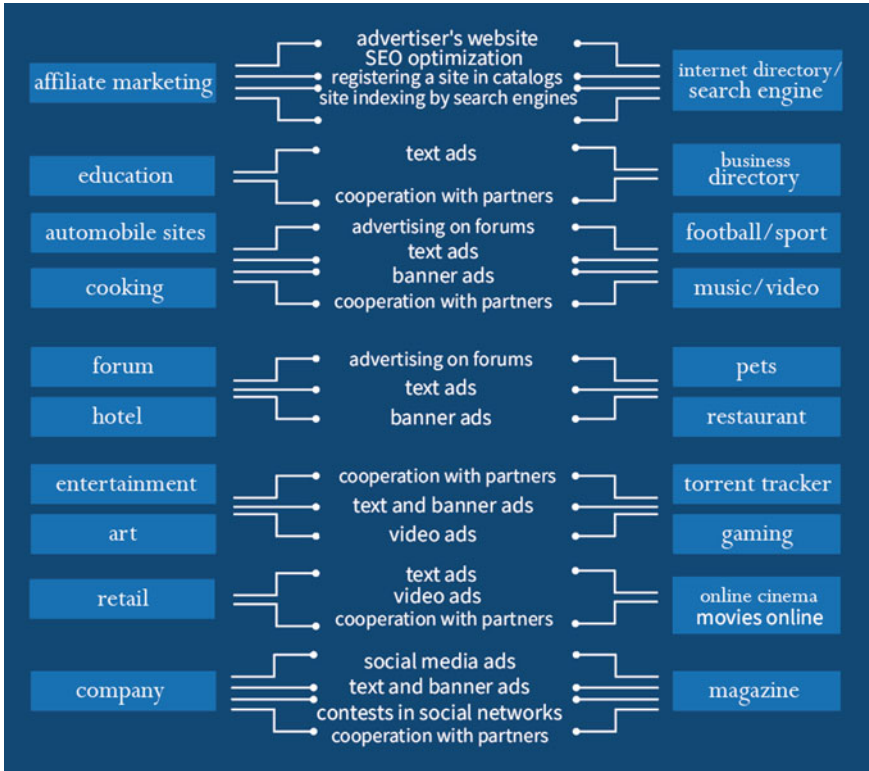 affiliate marketing
advertiser's website
SEO optimization
registering a site in catalogs
site indexing by search engines
internet directory/
search engine
education
text ads
cooperation with partners
business
directory
automobile sites
cooking
advertising on forums
text ads
banner ads
cooperation with partners
football/sport
music/video
forum
hotel
advertising on forums
text ads
banner ads
pets
restaurant
entertainment
art
cooperation with partners
text and banner ads
video ads
torrent tracker
gaming
retail
text ads
video ads
cooperation with partners
online cinema
movies online
company
social media ads
text and banner ads
contests in social networks
cooperation with partners
magazine